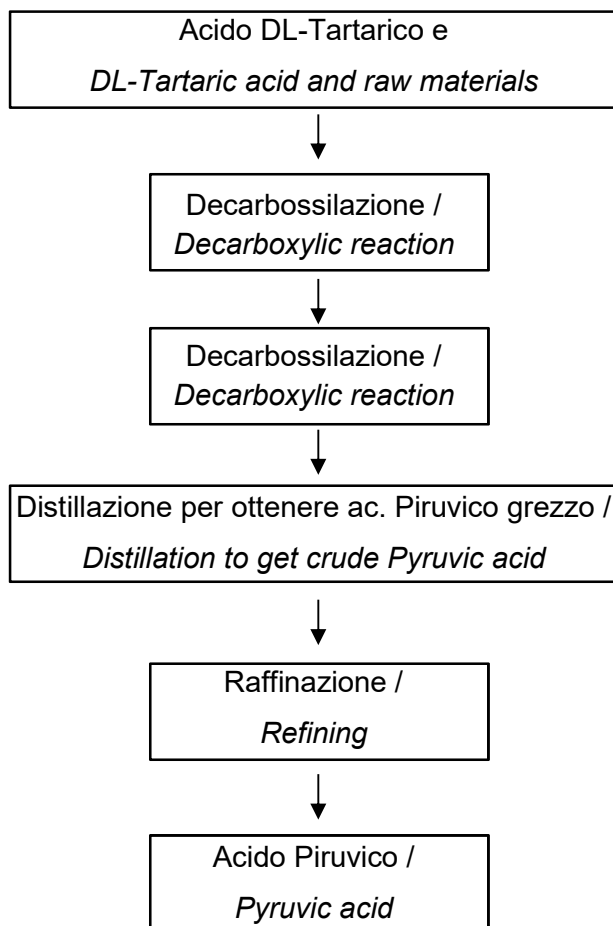 Acido DL-Tartarico e
DL-Tartaric acid and raw materials
Decarbossilazione /
Decarboxylic reaction
Decarbossilazione /
Decarboxylic reaction
Distillazione per ottenere ac. Piruvico grezzo /
Distillation to get crude Pyruvic acid
Raffinazione /
Refining
Acido Piruvico /
Pyruvic acid